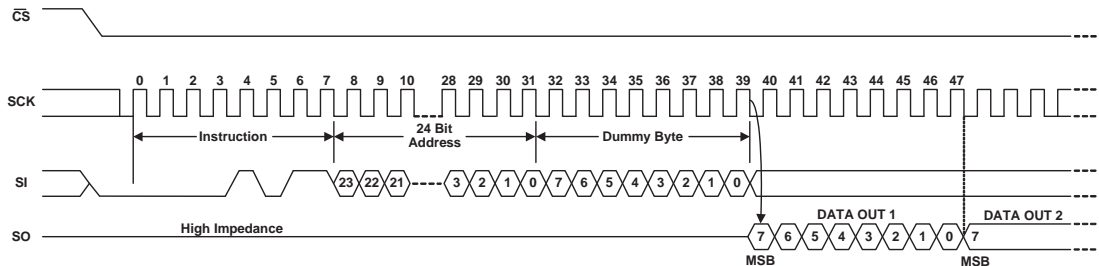 CS
0 1 2 3 4 5 6 7 8 9 10 28 29 30 31 32 33 34 35 36 37 38 39 40 41 42 43 44 45 46 47
SCK
Instruction
24 Bit
Address
Dummy Byte
SI
23 22 21 3 2 1 0 7 6 5 4 3 2 1 0
DATA OUT 1
DATA OUT 2
High Impedance
SO
7 6 5 4 3 2 1 0 7
MSB
MSB